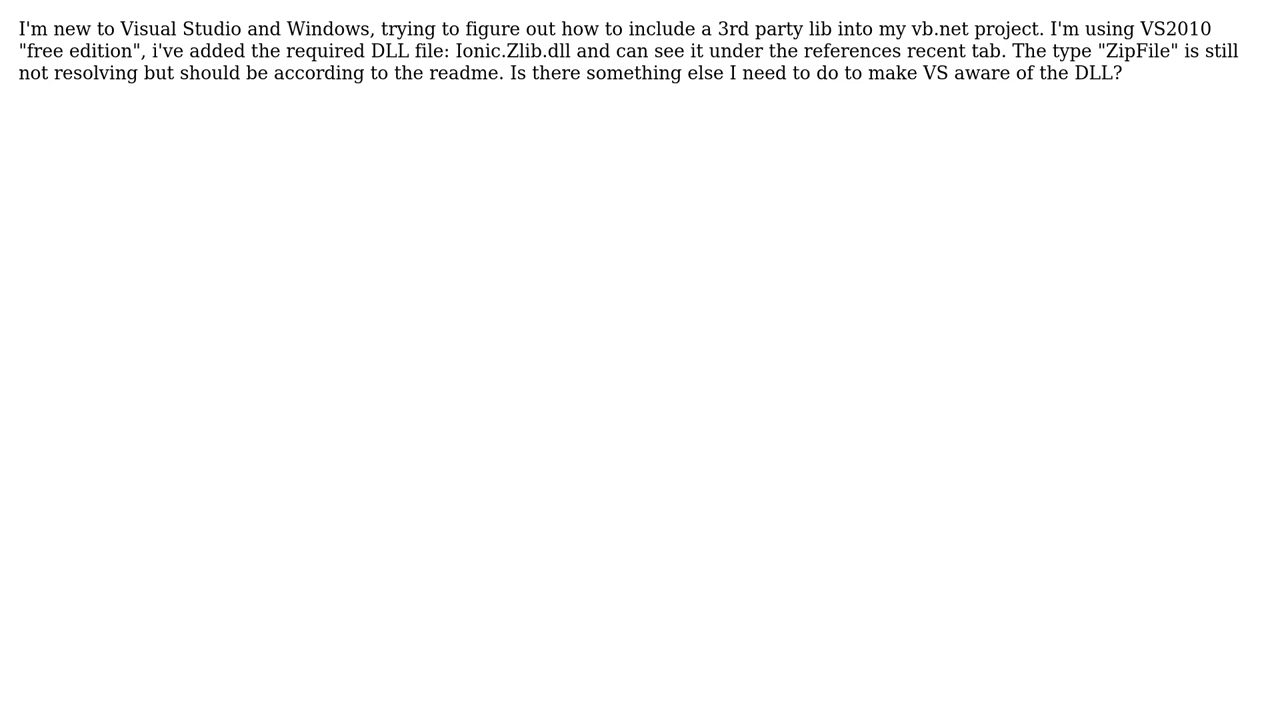 I'm new to Visual Studio and Windows, trying to figure out how to include a 3rd party lib into my vb.net project. I'm using VS2010
"free edition", i've added the required DLL file: Ionic.Zlib.dll and can see it under the references recent tab. The type "ZipFile" is still
not resolving but should be according to the readme. Is there something else I need to do to make VS aware of the DLL?